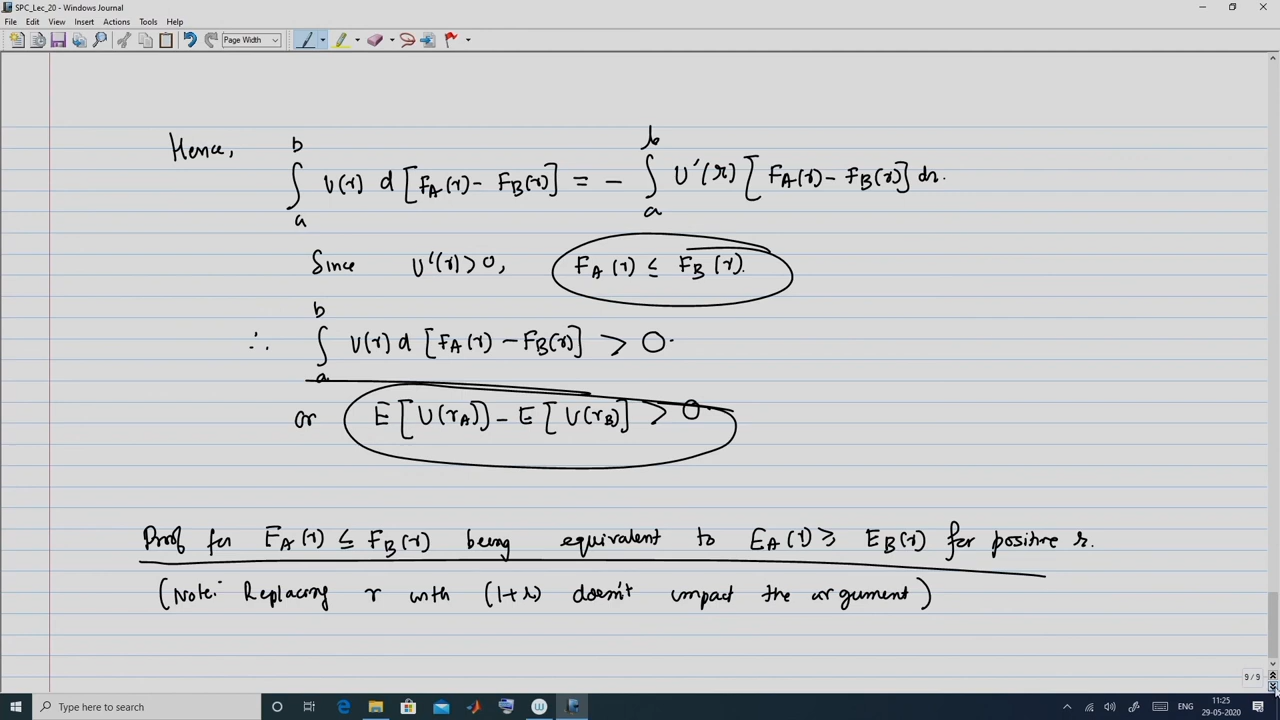 SPC_Lec_20 - Windows Journal
File Edit View Insert Actions Tools Help
Page Width
Hence,
∫_a^b U(r) d [F_A(r) - F_B(r)] = - ∫_a^b U'(r) [F_A(r) - F_B(r)] dr.
Since U'(r) > 0, F_A(r) ≤ F_B(r).
∴ ∫_a^b U(r) d [F_A(r) - F_B(r)] > 0.
or E[U(r_A)] - E[U(r_B)] > 0.
Proof for F_A(r) ≤ F_B(r) being equivalent to E_A(r) ≥ E_B(r) for positive r.
(Note: Replacing r with (1+r) doesn't impact the argument)
9 / 9
Type here to search
ENG
11:25
29-05-2020